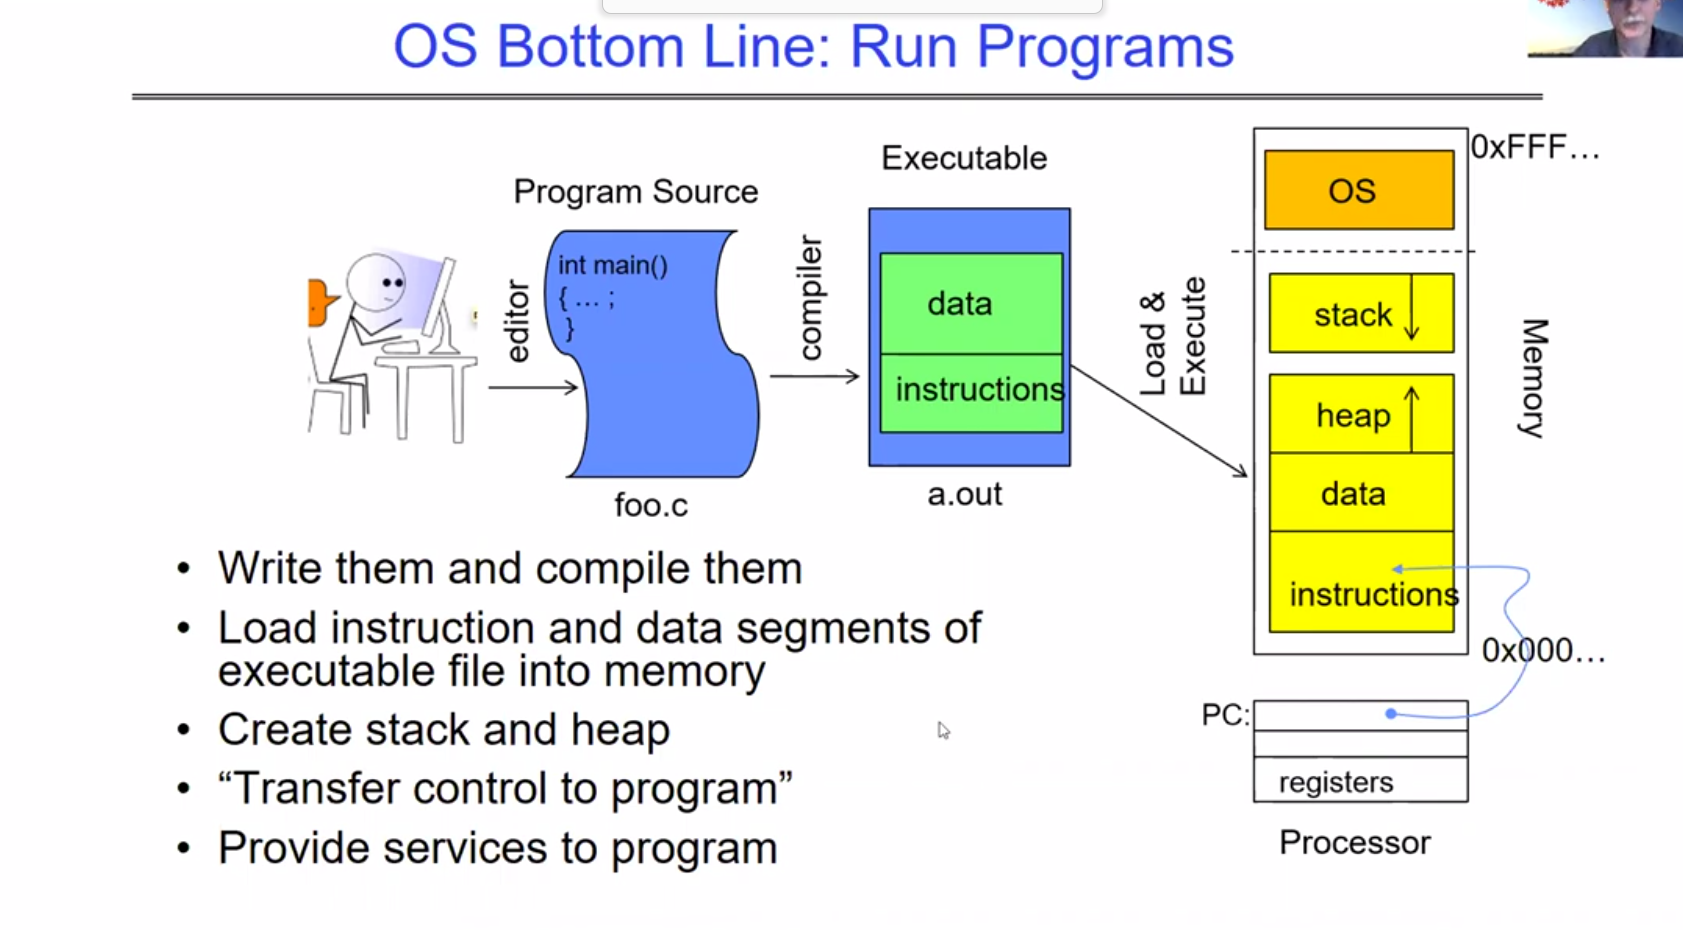 OS Bottom Line: Run Programs
Program Source
editor
int main()
{ … ;
}
foo.c
compiler
Executable
data
instructions
a.out
Load &
Execute
0xFFF…
OS
stack
heap
data
instructions
0x000…
Memory
PC:
registers
Processor
• Write them and compile them
• Load instruction and data segments of
executable file into memory
• Create stack and heap
• “Transfer control to program”
• Provide services to program